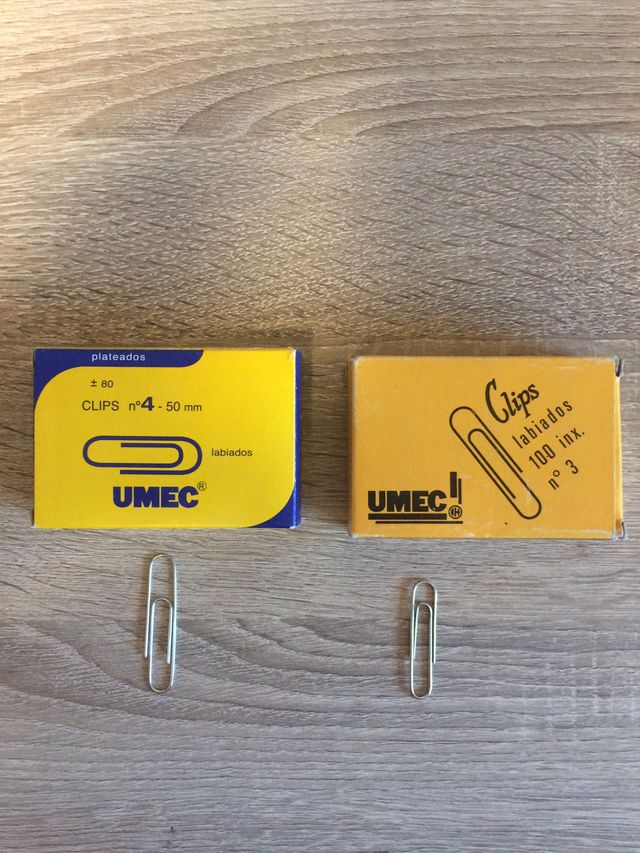 plateados
± 80
CLIPS nº4 - 50 mm
labiados
UMEC®
Clips
labiados
100 inx.
nº 3
UMEC